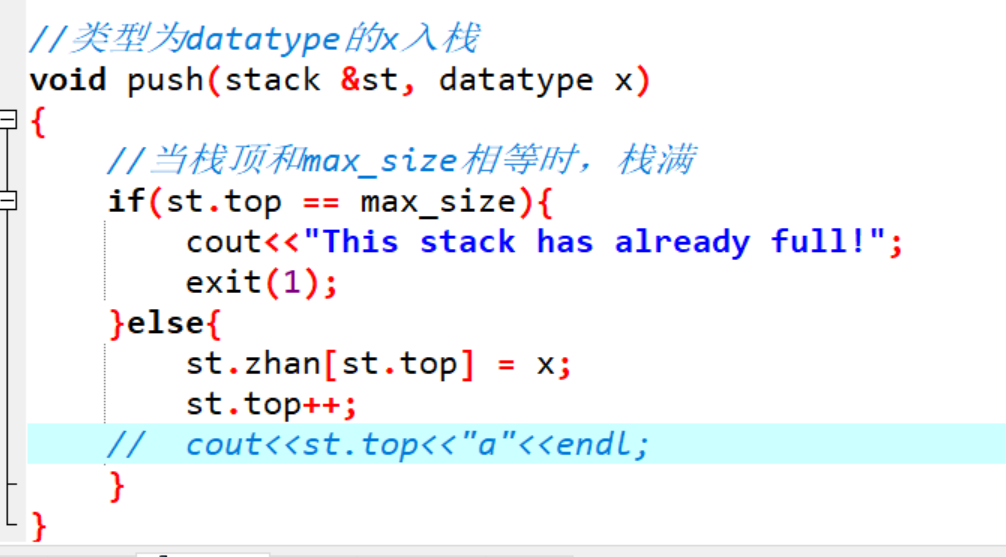 //类型为datatype的x入栈
void push(stack &st, datatype x)
{
//当栈顶和max_size相等时，栈满
if(st.top == max_size){
cout<<"This stack has already full!";
exit(1);
}else{
st.zhan[st.top] = x;
st.top++;
//  cout<<st.top<<"a"<<endl;
}
}